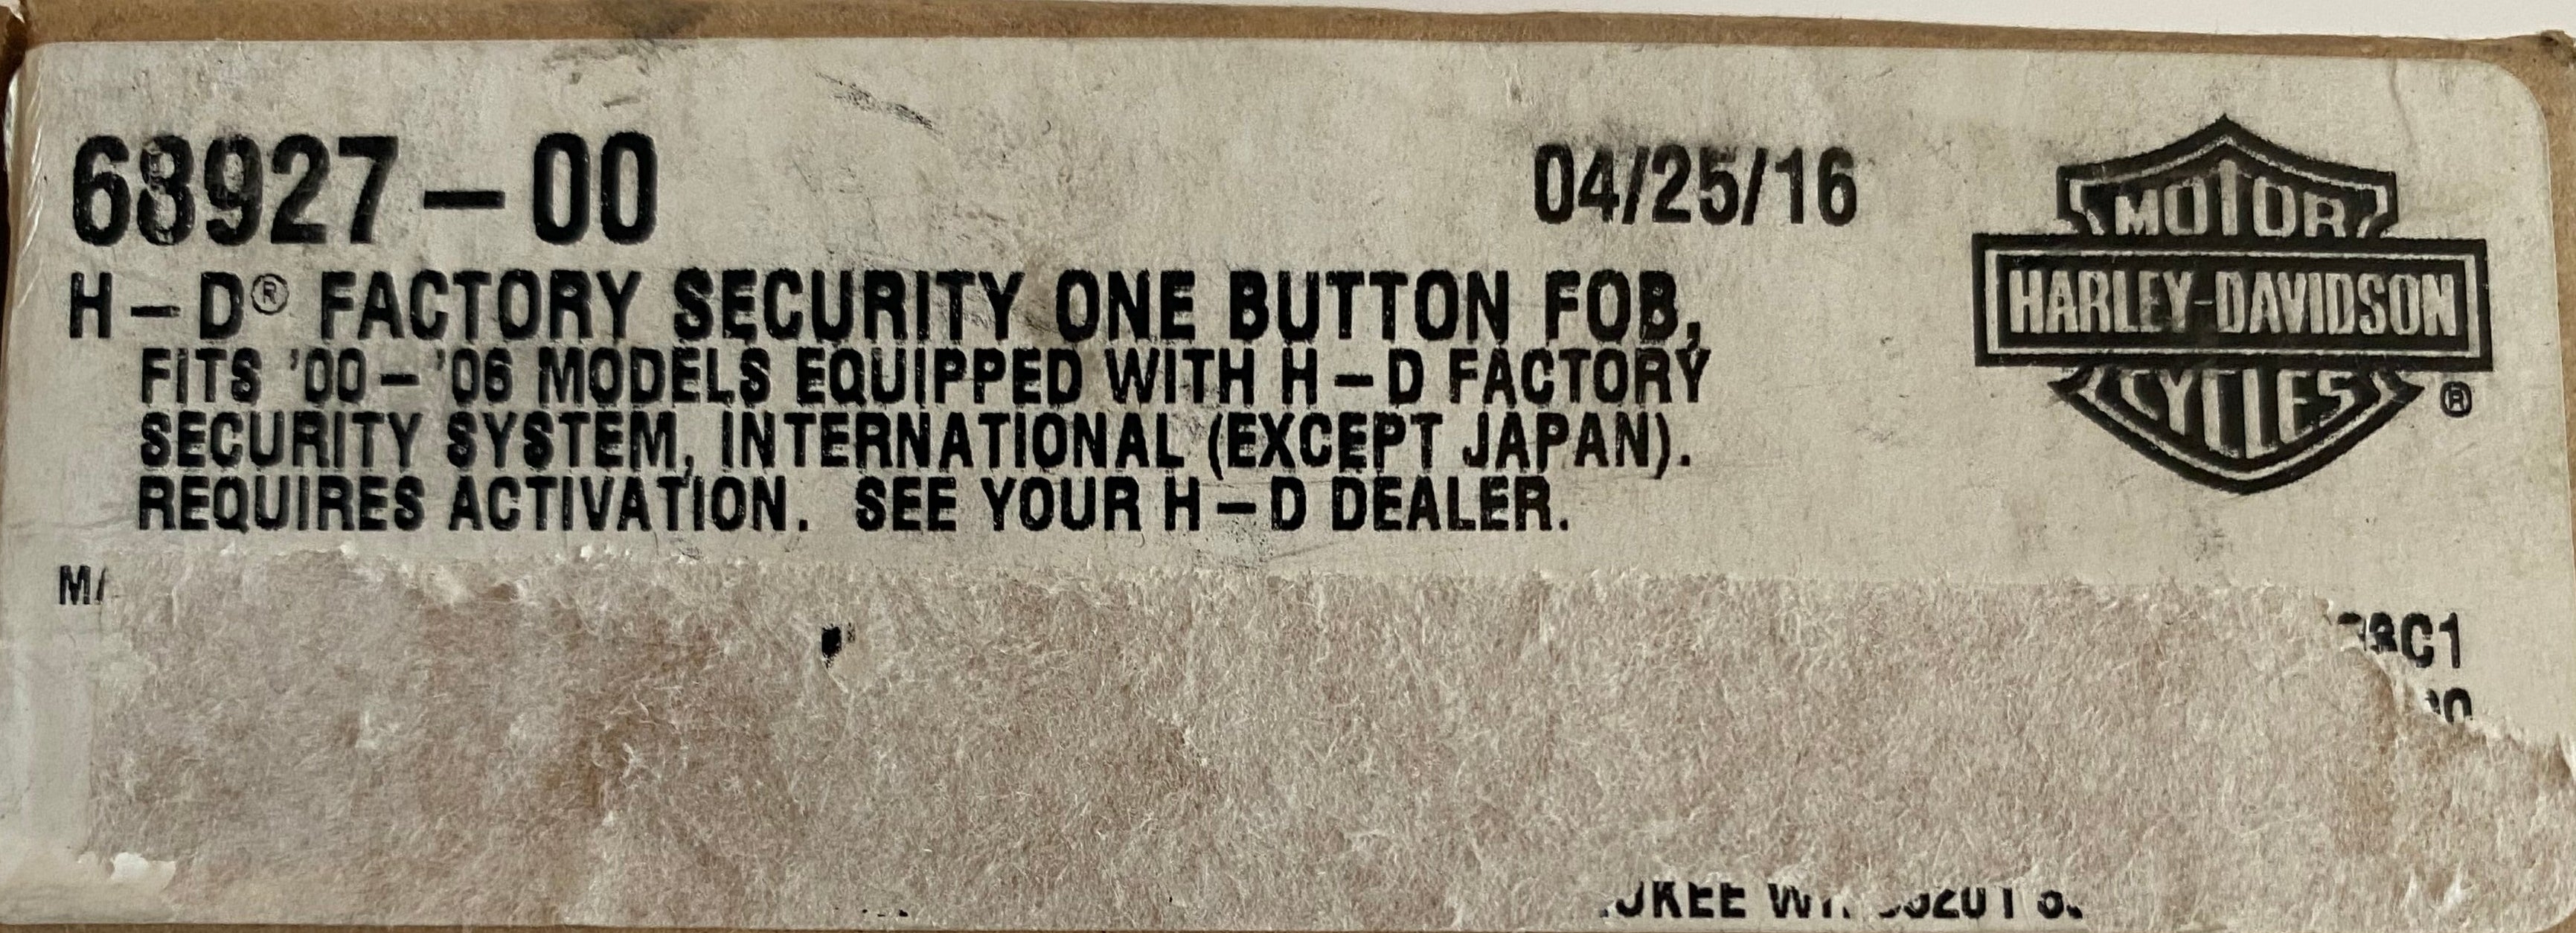 68927-00
04/25/16
H-D® FACTORY SECURITY ONE BUTTON FOB,
FITS '00-'06 MODELS EQUIPPED WITH H-D FACTORY
SECURITY SYSTEM, INTERNATIONAL (EXCEPT JAPAN).
REQUIRES ACTIVATION. SEE YOUR H-D DEALER.
MOTOR
HARLEY-DAVIDSON
CYCLES
®